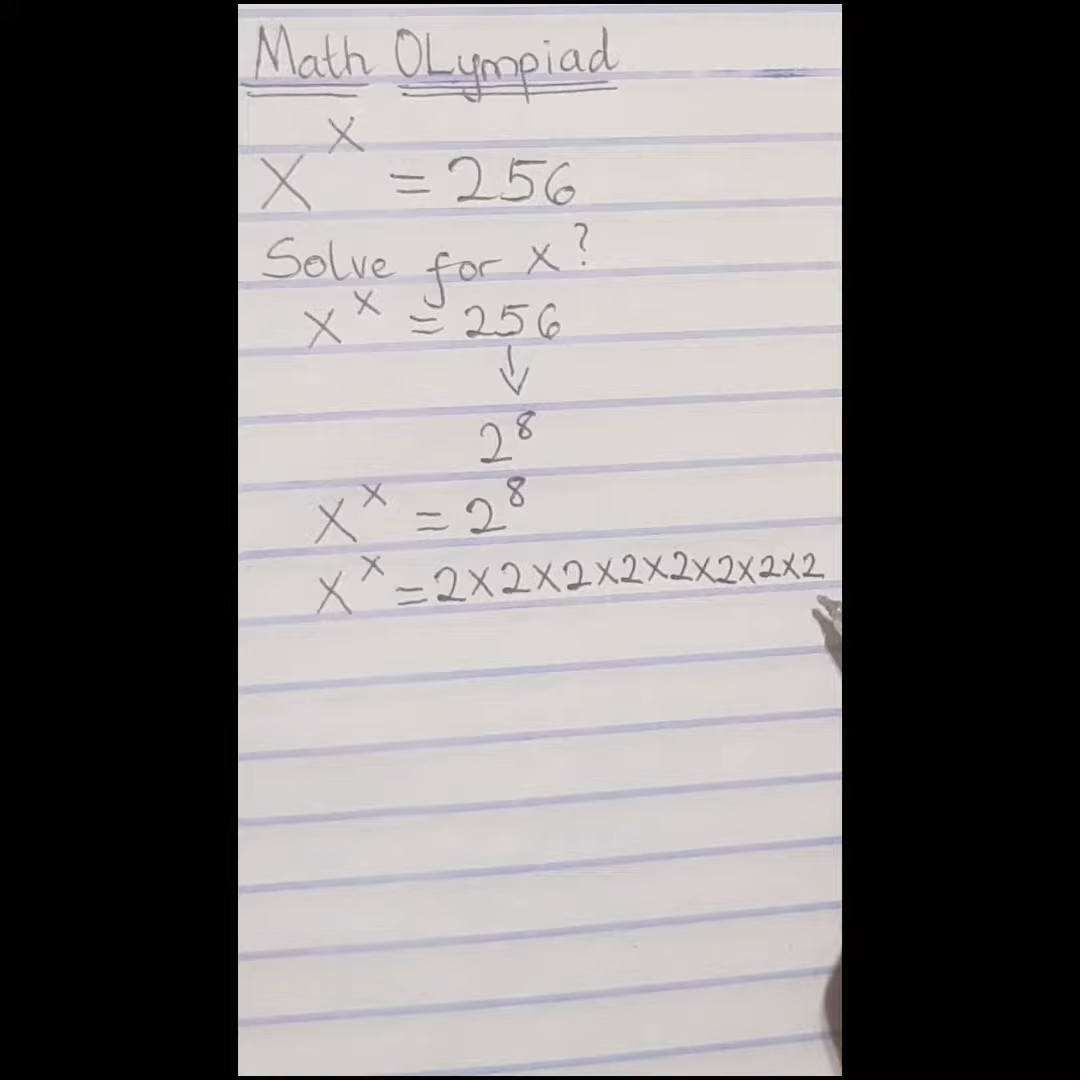 Math OLympiad
X^X = 256
Solve for x?
X^X = 256
↓
2^8
X^X = 2^8
X^X = 2×2×2×2×2×2×2×2